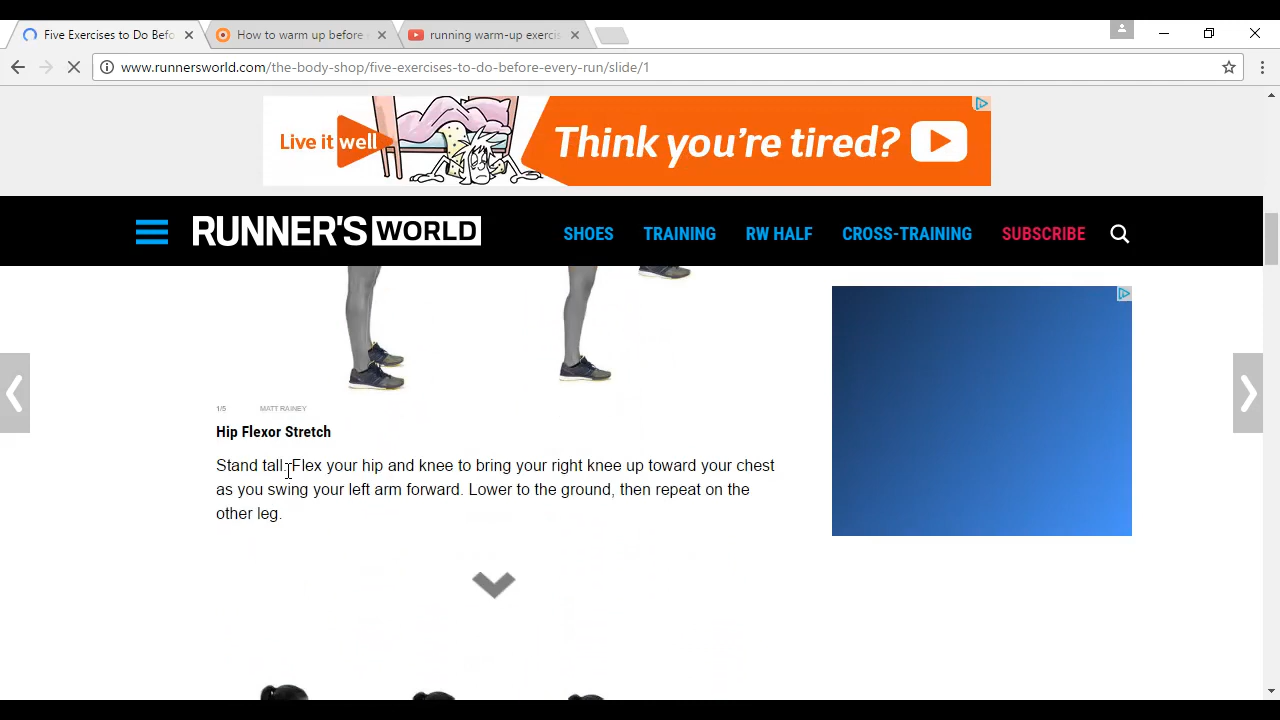 Five Exercises to Do Befo
How to warm up before
running warm-up exercis
www.runnersworld.com/the-body-shop/five-exercises-to-do-before-every-run/slide/1
Live it well
Think you're tired?
RUNNER'S WORLD
SHOES
TRAINING
RW HALF
CROSS-TRAINING
SUBSCRIBE
1/5
MATT RAINEY
Hip Flexor Stretch
Stand tall. Flex your hip and knee to bring your right knee up toward your chest
as you swing your left arm forward. Lower to the ground, then repeat on the
other leg.